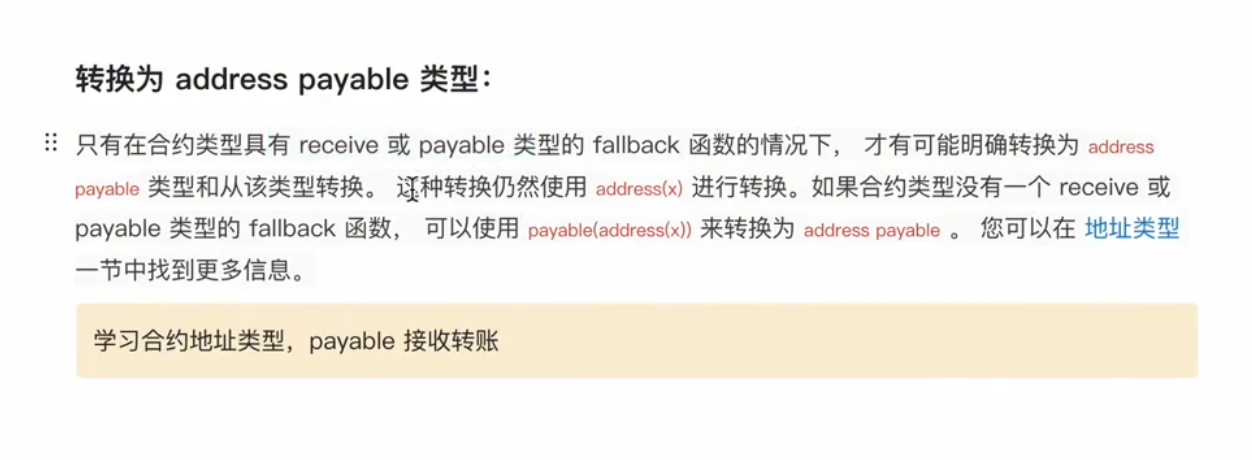 转换为 address payable 类型：
只有在合约类型具有 receive 或 payable 类型的 fallback 函数的情况下， 才有可能明确转换为 address
payable 类型和从该类型转换。 这种转换仍然使用 address(x) 进行转换。如果合约类型没有一个 receive 或
payable 类型的 fallback 函数， 可以使用 payable(address(x)) 来转换为 address payable 。 您可以在 地址类型
一节中找到更多信息。
学习合约地址类型，payable 接收转账